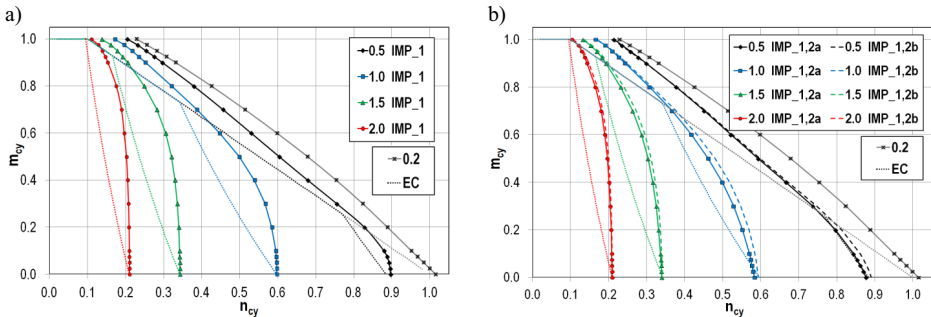 a)
1.0
0.8
0.6
0.4
0.2
0.0
m_cy
0.0 0.1 0.2 0.3 0.4 0.5 0.6 0.7 0.8 0.9 1.0
n_cy
0.5 IMP_1
1.0 IMP_1
1.5 IMP_1
2.0 IMP_1
0.2
EC
b)
1.0
0.8
0.6
0.4
0.2
0.0
m_cy
0.0 0.1 0.2 0.3 0.4 0.5 0.6 0.7 0.8 0.9 1.0
n_cy
0.5 IMP_1,2a 0.5 IMP_1,2b
1.0 IMP_1,2a 1.0 IMP_1,2b
1.5 IMP_1,2a 1.5 IMP_1,2b
2.0 IMP_1,2a 2.0 IMP_1,2b
0.2
EC